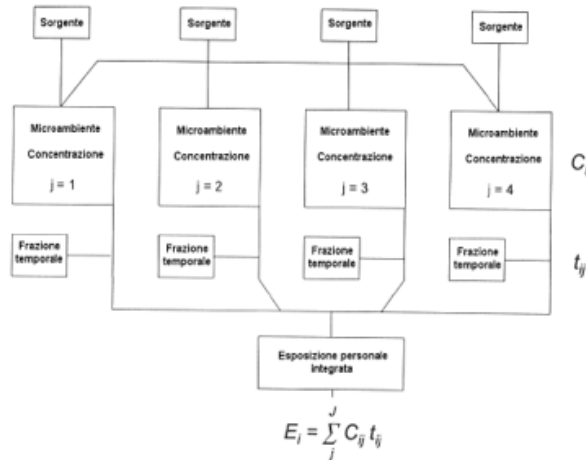 Sorgente Sorgente Sorgente Sorgente
Microambiente Microambiente Microambiente Microambiente
Concentrazione Concentrazione Concentrazione Concentrazione C
j = 1 j = 2 j = 3 j = 4
Frazione Frazione Frazione Frazione t_ij
temporale temporale temporale temporale
Esposizione personale
integrata
J
E_i = ∑ C_ij t_ij
j